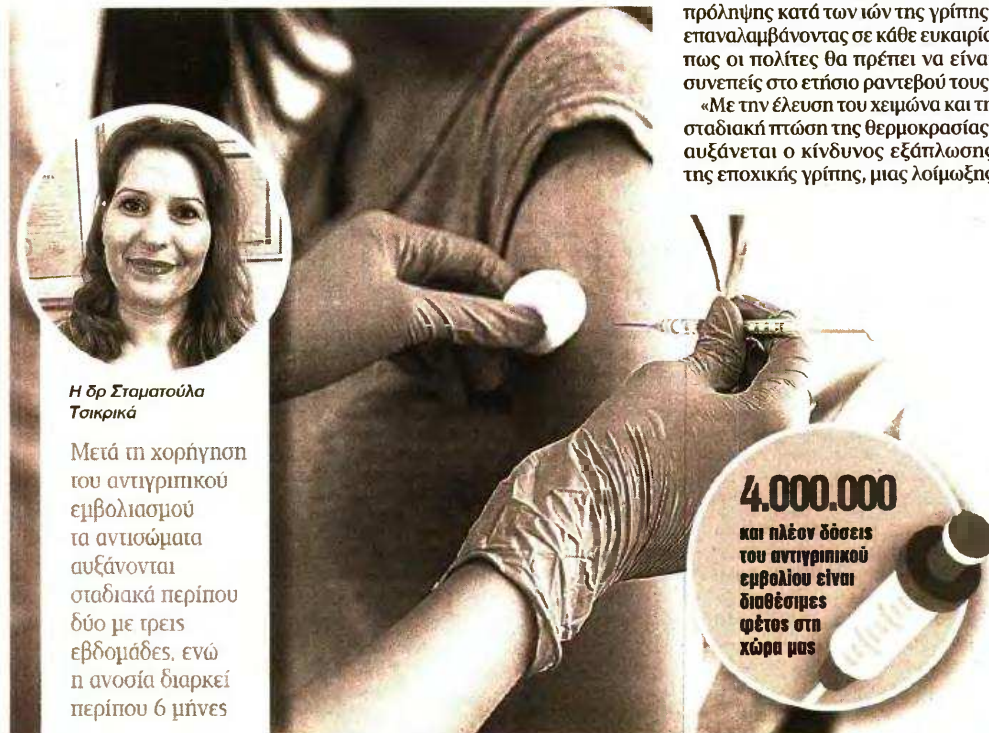 πρόληψης κατά των ιών της γρίπης
επαναλαμβάνοντας σε κάθε ευκαιρία
πως οι πολίτες θα πρέπει να είναι
συνεπείς στο ετήσιο ραντεβού τους
«Με την έλευση του χειμώνα και τη
σταδιακή πτώση της θερμοκρασίας
αυξάνεται ο κίνδυνος εξάπλωσης
της εποχικής γρίπης, μιας λοίμωξης
Η δρ Σταματούλα
Τσικρικά
Μετά τη χορήγηση
του αντιγριπικού
εμβολιασμού
τα αντισώματα
αυξάνονται
σταδιακά περίπου
δύο με τρεις
εβδομάδες, ενώ
η ανοσία διαρκεί
περίπου 6 μήνες
4.000.000
και πλέον δόσεις
του αντιγριπικού
εμβολίου είναι
διαθέσιμες
φέτος στη
χώρα μας